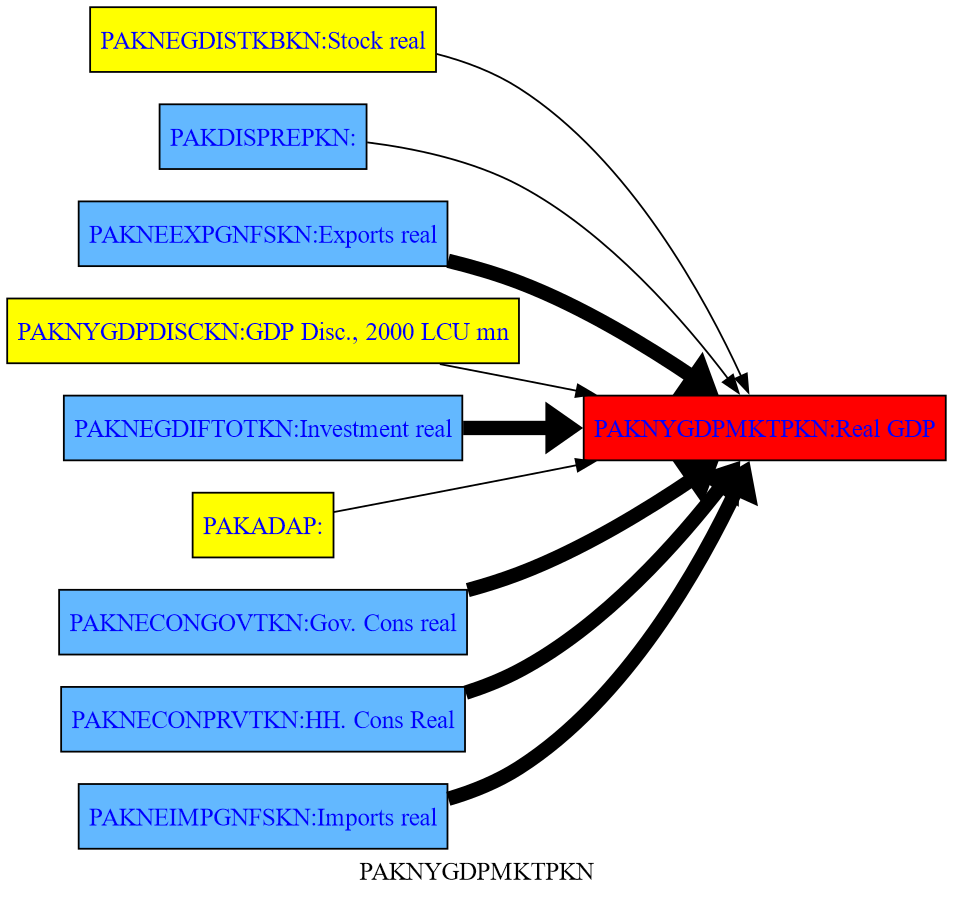 PAKNEGDISTKBKN:Stock real
PAKDISPREPKN:
PAKNEEXPGNFSKN:Exports real
PAKNYGDPDISCKN:GDP Disc., 2000 LCU mn
PAKNEGDIFTOTKN:Investment real
PAKNYGDPMKTPKN:Real GDP
PAKADAP:
PAKNECONGOVTKN:Gov. Cons real
PAKNECONPRVTKN:HH. Cons Real
PAKNEIMPGNFSKN:Imports real
PAKNYGDPMKTPKN